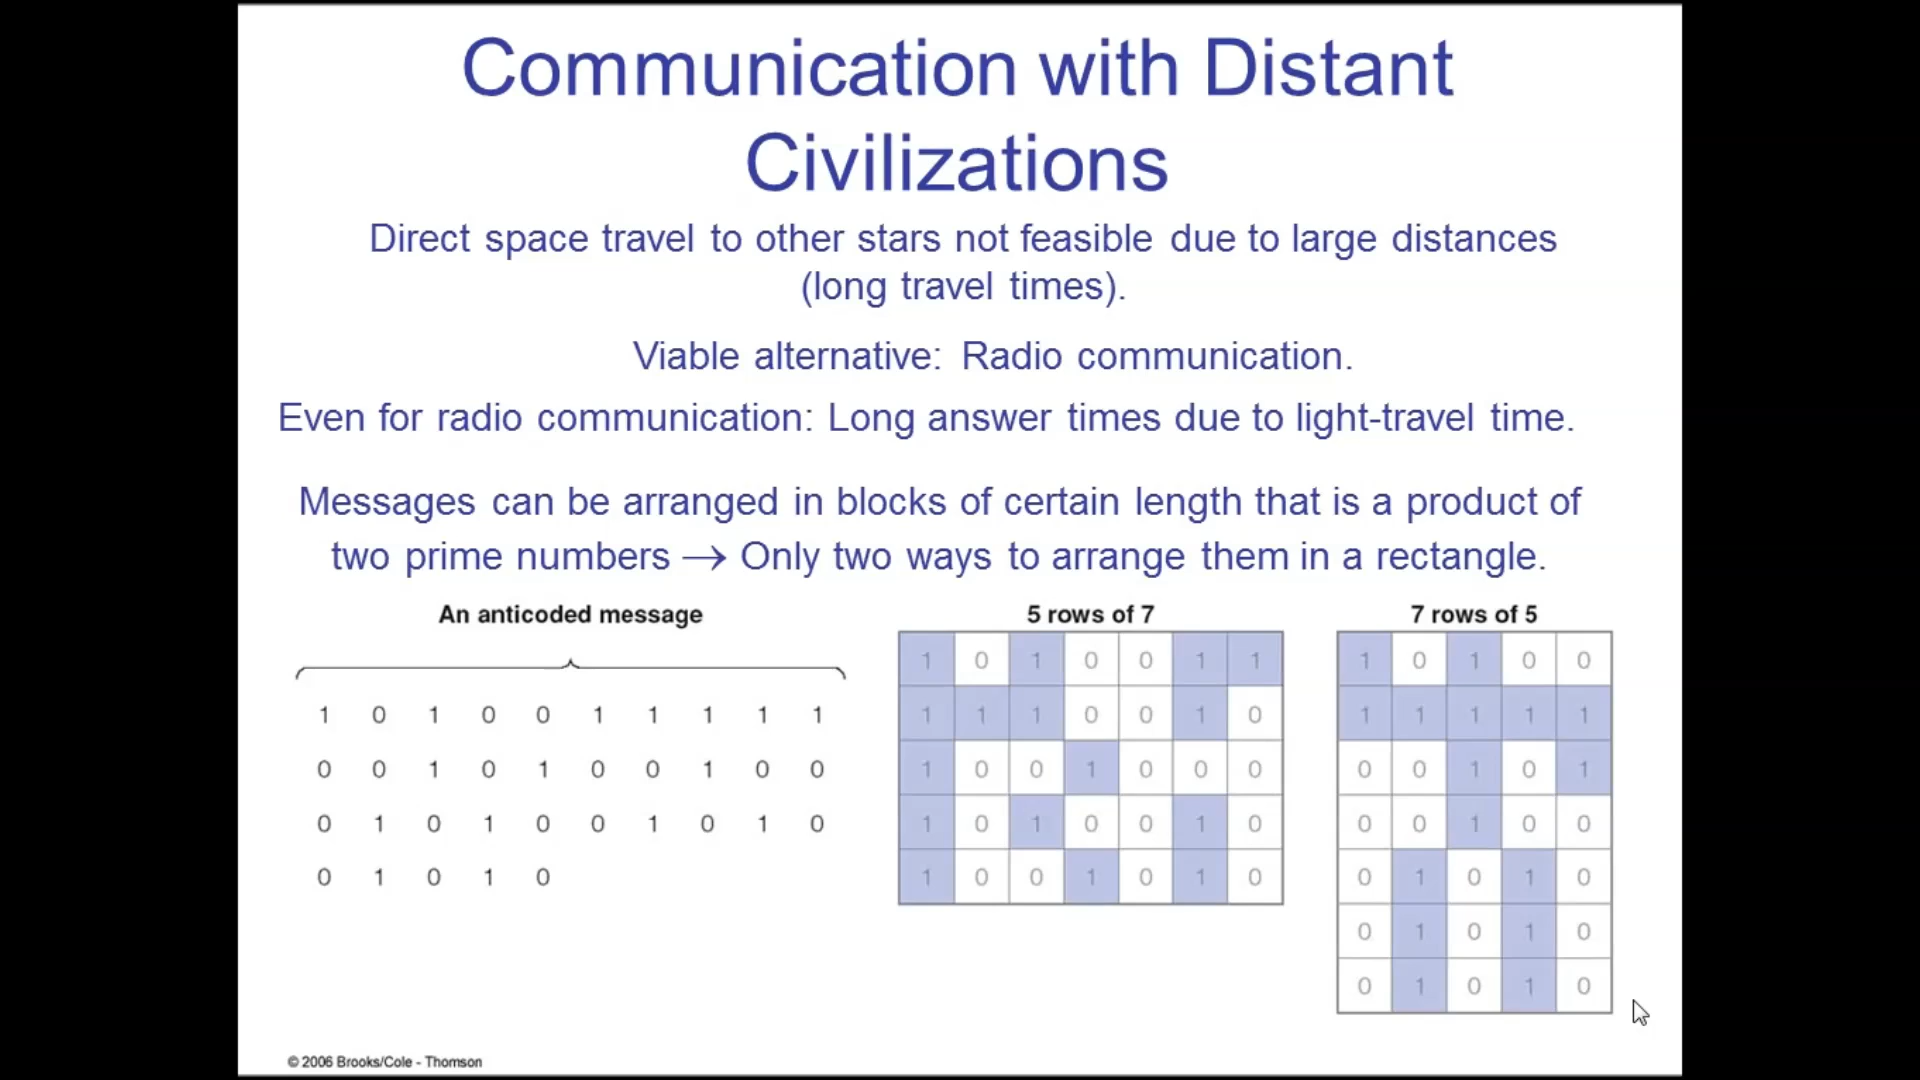 Communication with Distant
Civilizations
Direct space travel to other stars not feasible due to large distances
(long travel times).
Viable alternative: Radio communication.
Even for radio communication: Long answer times due to light-travel time.
Messages can be arranged in blocks of certain length that is a product of
two prime numbers → Only two ways to arrange them in a rectangle.
An anticoded message
1 0 1 0 0 1 1 1 1 1
0 0 1 0 1 0 0 1 0 0
0 1 0 1 0 0 1 0 1 0
0 1 0 1 0
5 rows of 7
1 0 1 0 0 1 1
1 1 1 0 0 1 0
1 0 0 1 0 0 0
1 0 1 0 0 1 0
1 0 0 1 0 1 0
7 rows of 5
1 0 1 0 0
1 1 1 1 1
0 0 1 0 1
0 0 1 0 0
0 1 0 1 0
0 1 0 1 0
0 1 0 1 0
© 2006 Brooks/Cole - Thomson